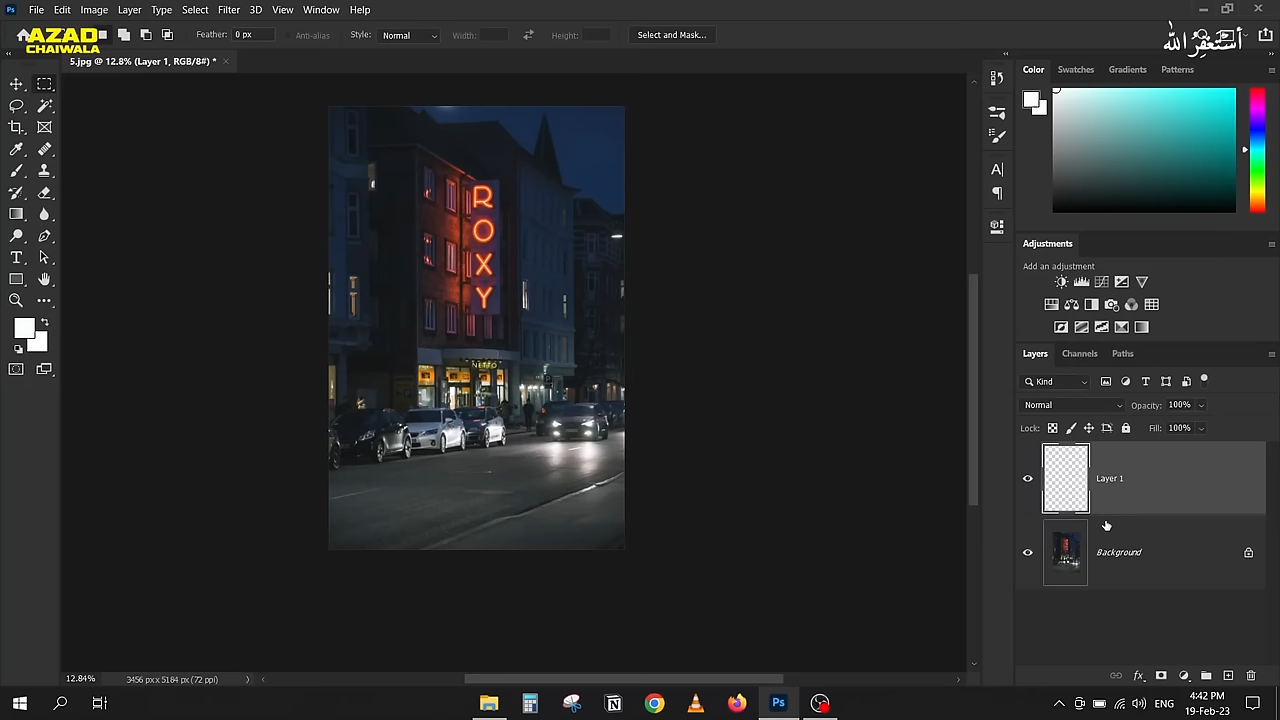 Ps File Edit Image Layer Type Select Filter 3D View Window Help
AZAD
CHAIWALA
Feather: 0 px Anti-alias Style: Normal Width: Height: Select and Mask...
أستغفر الله
5.jpg @ 12.8% (Layer 1, RGB/8#) *
Color Swatches Gradients Patterns
R
O
X
Y
NETTO
Adjustments
Add an adjustment
Layers Channels Paths
Kind
Normal Opacity: 100%
Lock: Fill: 100%
Layer 1
Background
12.84% 3456 px x 5184 px (72 ppi)
Ps ENG 4:42 PM
19-Feb-23